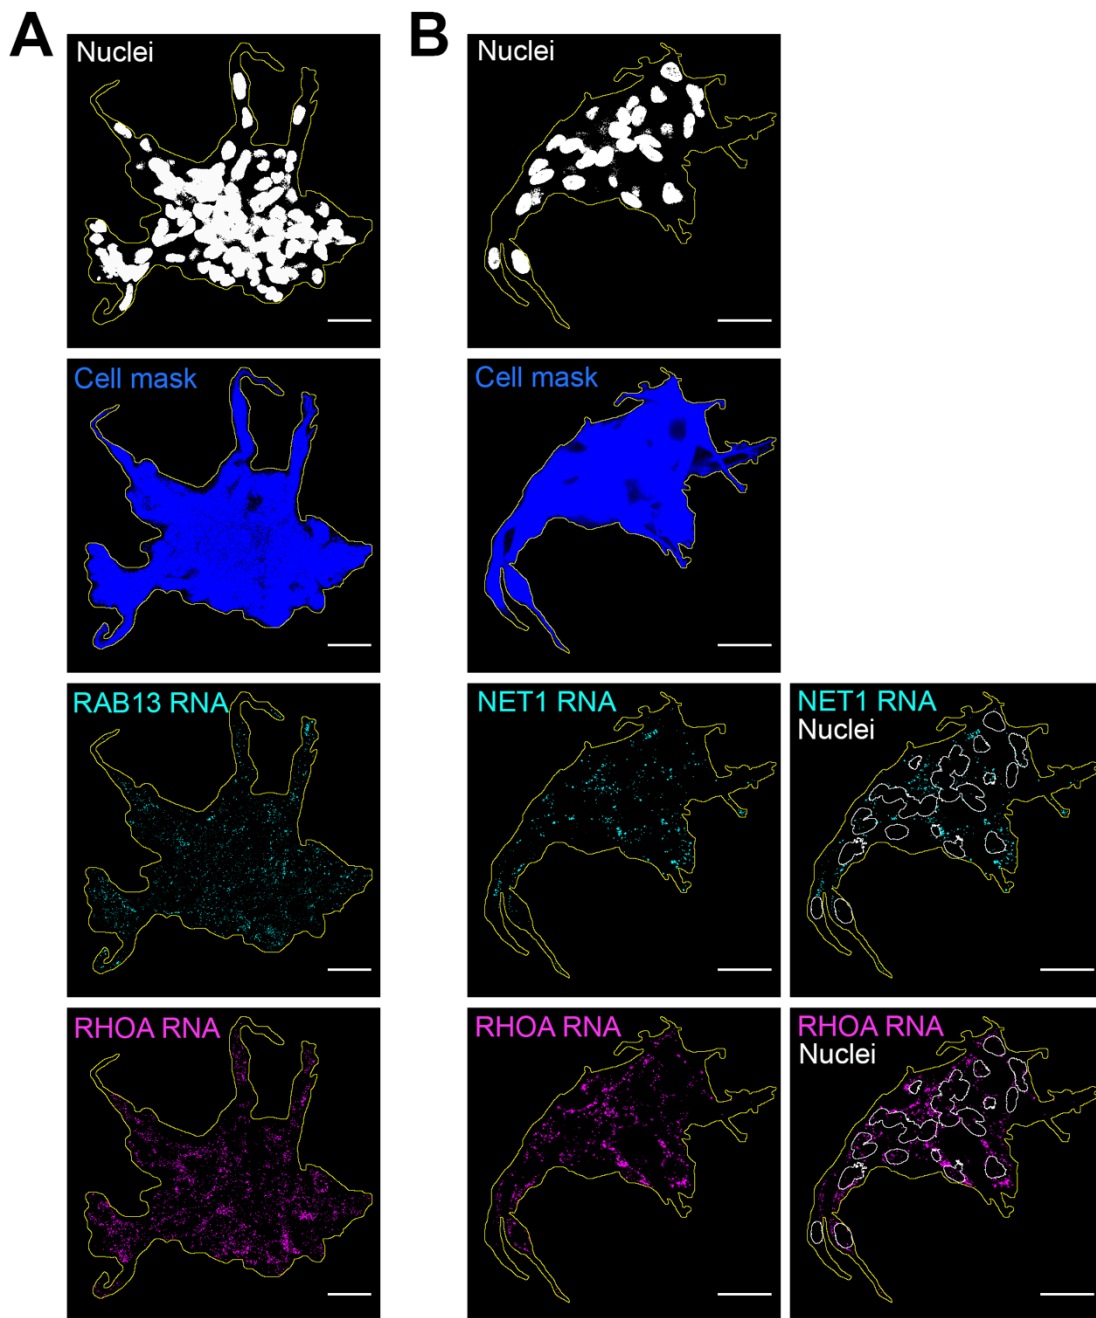 A
B
Nuclei
Nuclei
Cell mask
Cell mask
RAB13 RNA
NET1 RNA
NET1 RNA
Nuclei
RHOA RNA
RHOA RNA
RHOA RNA
Nuclei